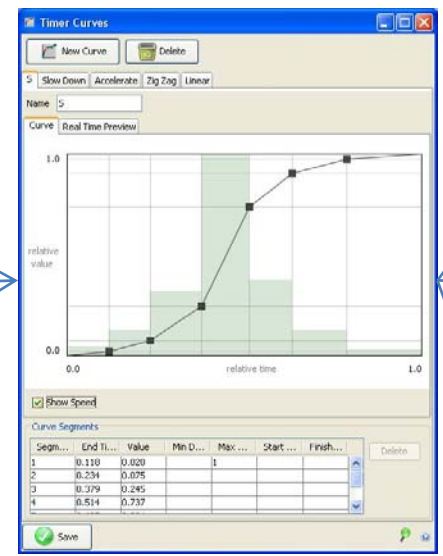 Timer Curves
New Curve Delete
S Slow Down Accelerate Zig Zag Linear
Name S
Curve Real Time Preview
1.0
relative
value
0.0
0.0 relative time 1.0
Show Speed
Curve Segments
Segm... End Ti... Value Min D... Max ... Start ... Finish... Delete
1 0.118 0.020 1
2 0.234 0.075
3 0.379 0.245
4 0.514 0.737
Save